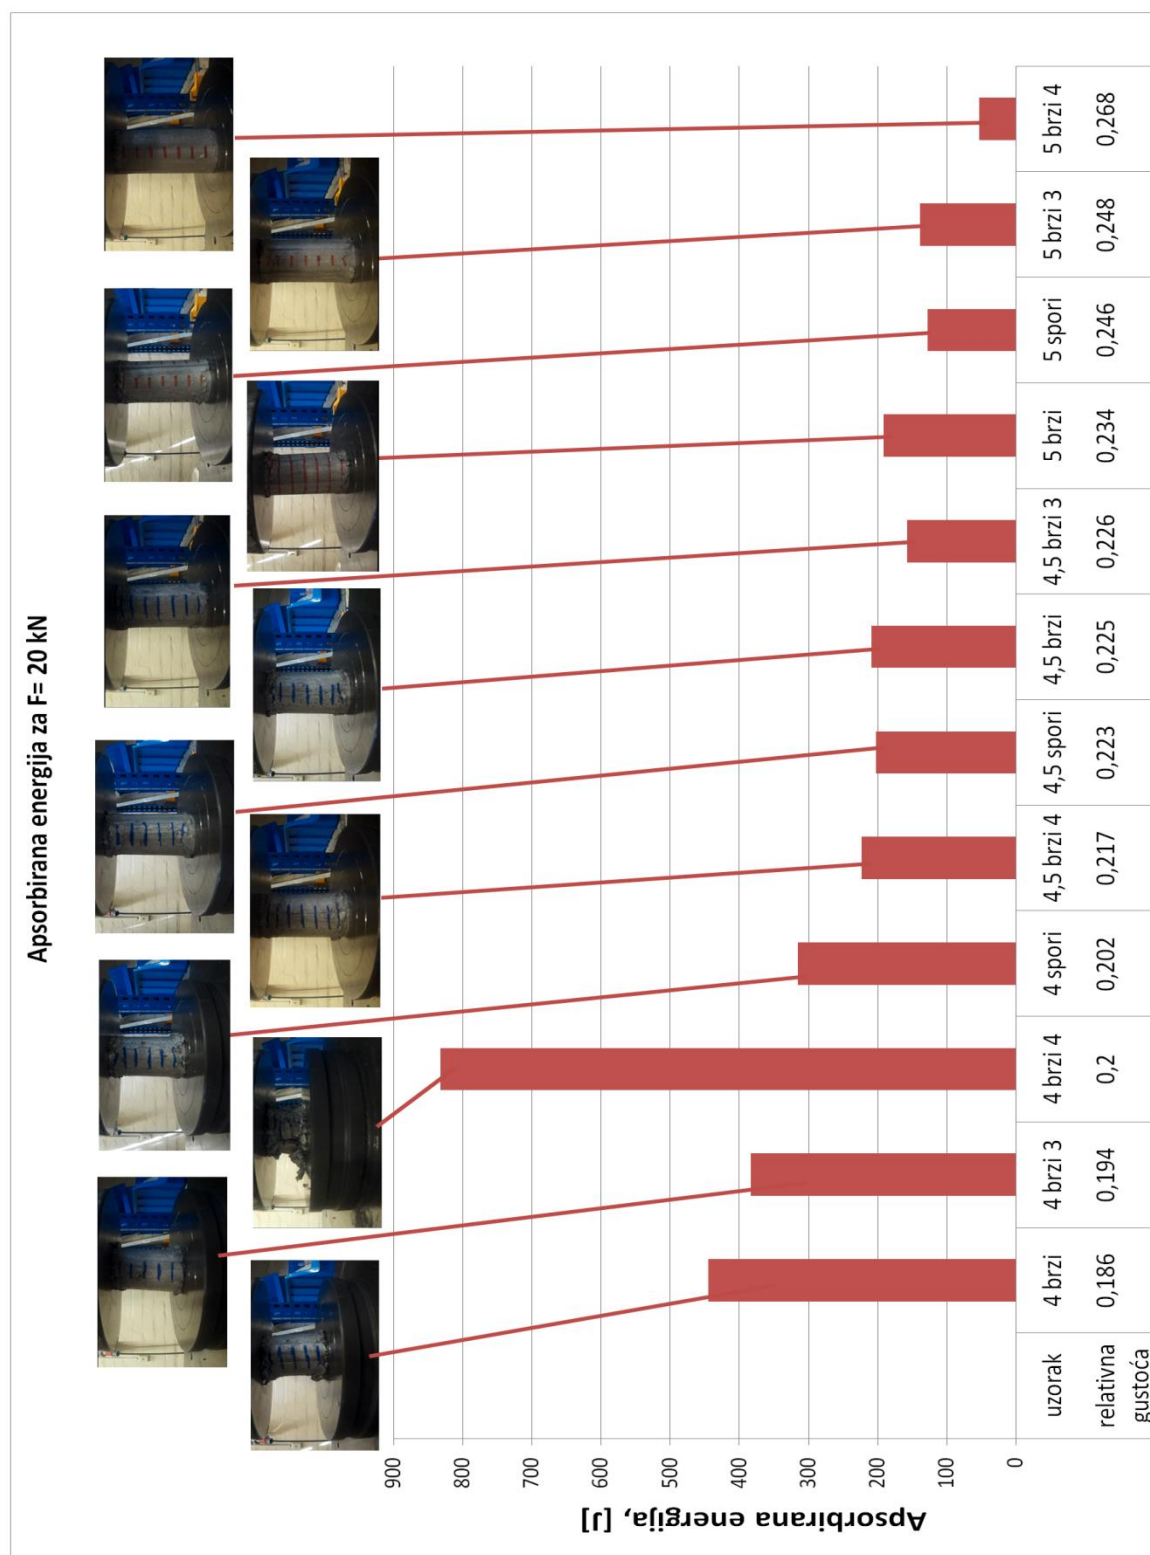 Apsorbirana energija za F= 20 kN
Apsorbirana energija, [J]
900
800
700
600
500
400
300
200
100
0
uzorak 4 brzi 4 brzi 3 4 brzi 4 4 spori 4,5 brzi 4 4,5 spori 4,5 brzi 4,5 brzi 3 5 brzi 5 spori 5 brzi 3 5 brzi 4
relativna gustoća 0,186 0,194 0,2 0,202 0,217 0,223 0,225 0,226 0,234 0,246 0,248 0,268